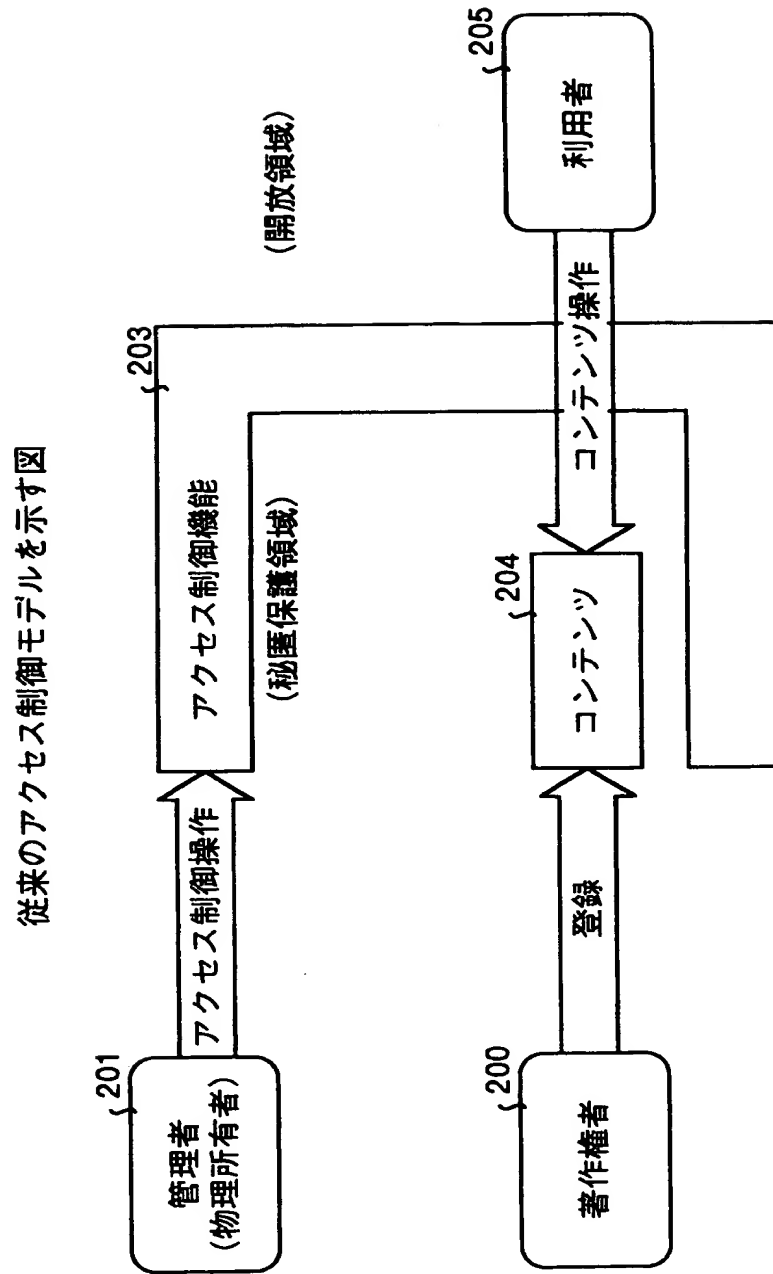 従来のアクセス制御モデルを示す図
201
管理者
(物理所有者)
アクセス制御操作
203
アクセス制御機能
(秘匿保護領域)
(開放領域)
200
著作権者
登録
204
コンテンツ
コンテンツ操作
205
利用者